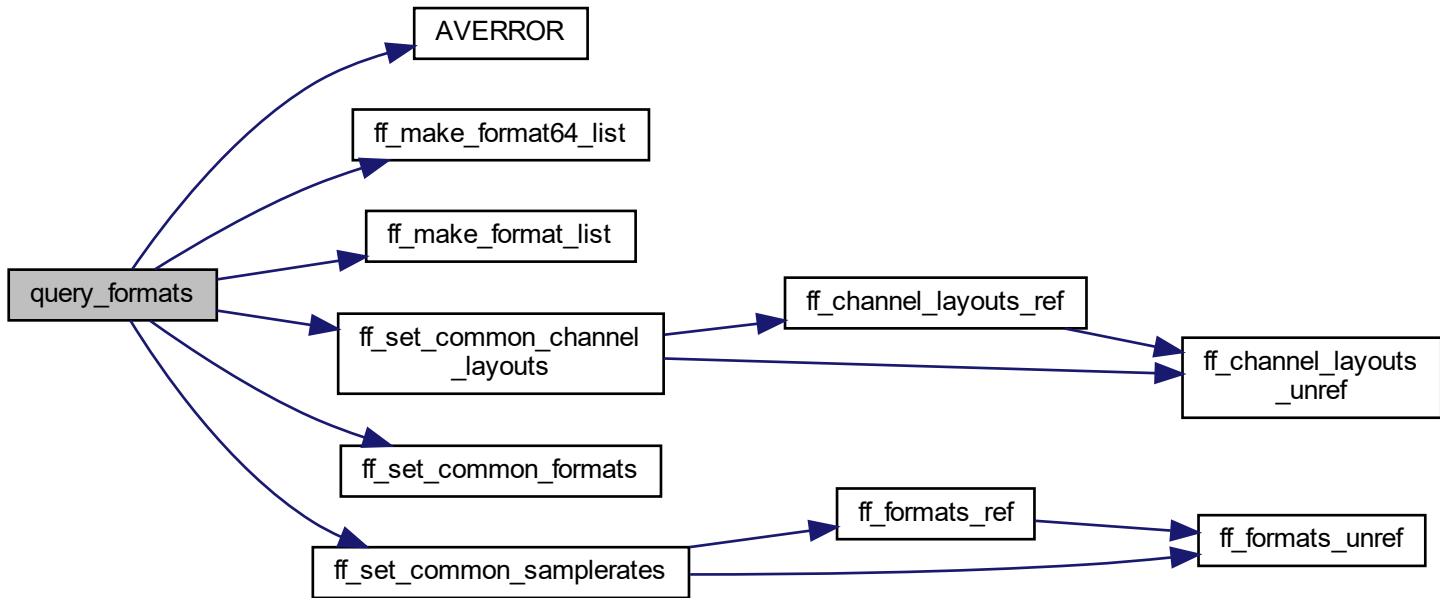 AVERROR
ff_make_format64_list
ff_make_format_list
query_formats
ff_set_common_channel
_layouts
ff_channel_layouts_ref
ff_channel_layouts
_unref
ff_set_common_formats
ff_set_common_samplerates
ff_formats_ref
ff_formats_unref